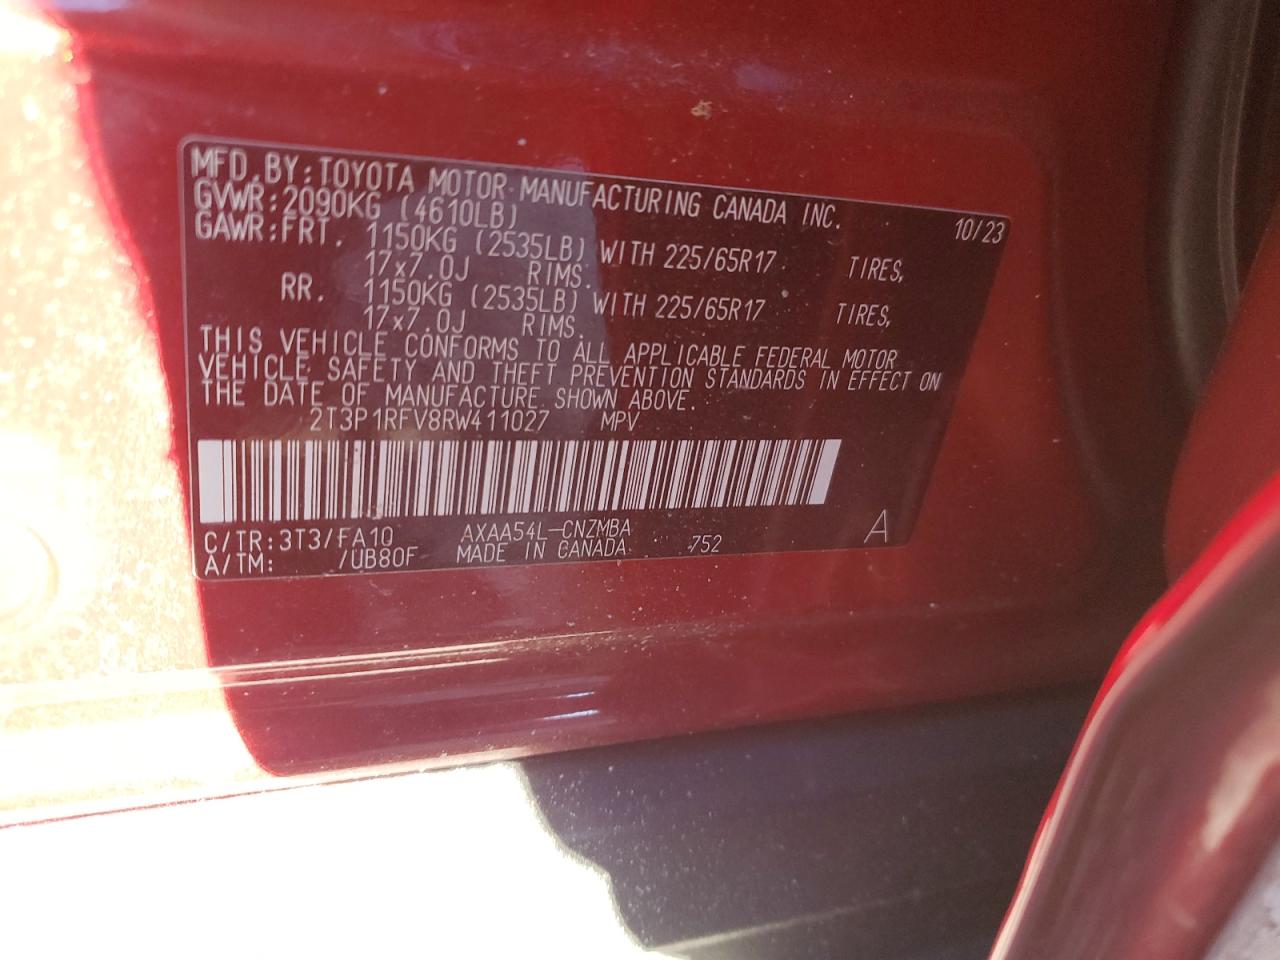 MFD.BY:TOYOTA MOTOR MANUFACTURING CANADA INC. 10/23
GVWR:2090KG (4610LB)
GAWR:FRT. 1150KG (2535LB) WITH 225/65R17 TIRES,
17x7.0J RIMS.
RR. 1150KG (2535LB) WITH 225/65R17 TIRES,
17x7.0J RIMS.
THIS VEHICLE CONFORMS TO ALL APPLICABLE FEDERAL MOTOR
VEHICLE SAFETY AND THEFT PREVENTION STANDARDS IN EFFECT ON
THE DATE OF MANUFACTURE SHOWN ABOVE.
2T3P1RFV8RW411027 MPV
C/TR:3T3/FA10 AXAA54L-CNZMBA A
A/TM: /UB80F MADE IN CANADA 752